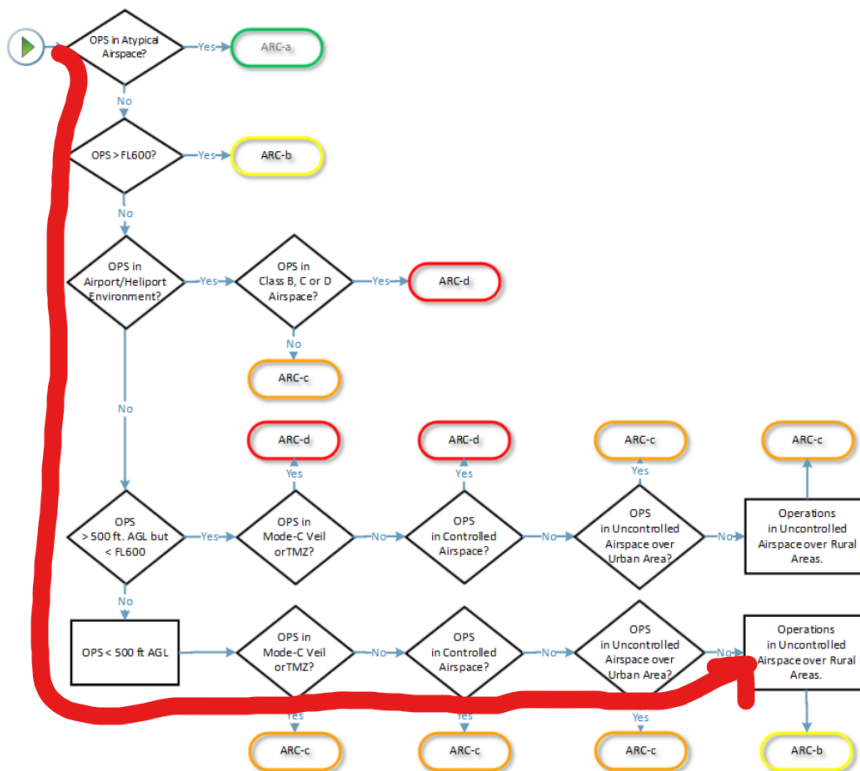 OPS in Atypical
Airspace?
Yes
ARC-a
No
OPS > FL600?
Yes
ARC-b
No
OPS in
Airport/Heliport
Environment?
Yes
OPS in
Class B, C or D
Airspace?
Yes
ARC-d
No
ARC-c
No
ARC-d
ARC-d
ARC-c
ARC-c
Yes
Yes
Yes
OPS
> 500 ft. AGL but
< FL600
Yes
OPS in
Mode-C Veil
orTMZ?
No
OPS
in Controlled
Airspace?
No
OPS
in Uncontrolled
Airspace over
Urban Area?
No
Operations
in Uncontrolled
Airspace over Rural
Areas.
No
OPS < 500 ft AGL
OPS in
Mode-C Veil
orTMZ?
No
OPS
in Controlled
Airspace?
No
OPS
in Uncontrolled
Airspace over
Urban Area?
No
Operations
in Uncontrolled
Airspace over Rural
Areas.
Yes
Yes
Yes
ARC-c
ARC-c
ARC-c
ARC-b